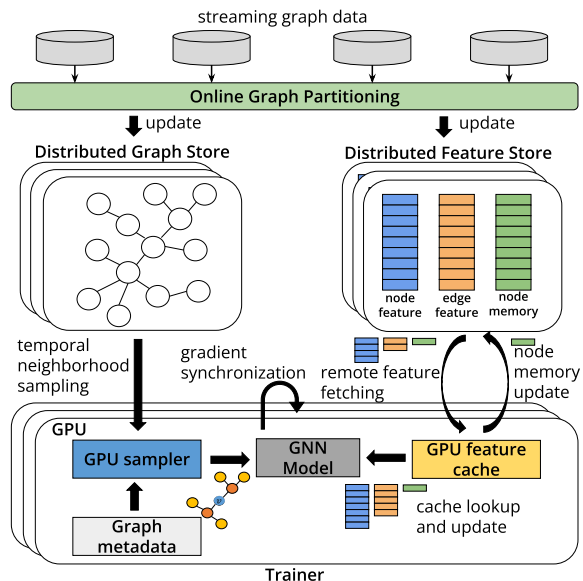 streaming graph data
Online Graph Partitioning
update
update
Distributed Graph Store
Distributed Feature Store
node
feature
edge
feature
node
memory
temporal
neighborhood
sampling
gradient
synchronization
remote feature
fetching
node
memory
update
GPU
GPU sampler
GNN
Model
GPU feature
cache
v
Graph
metadata
cache lookup
and update
Trainer